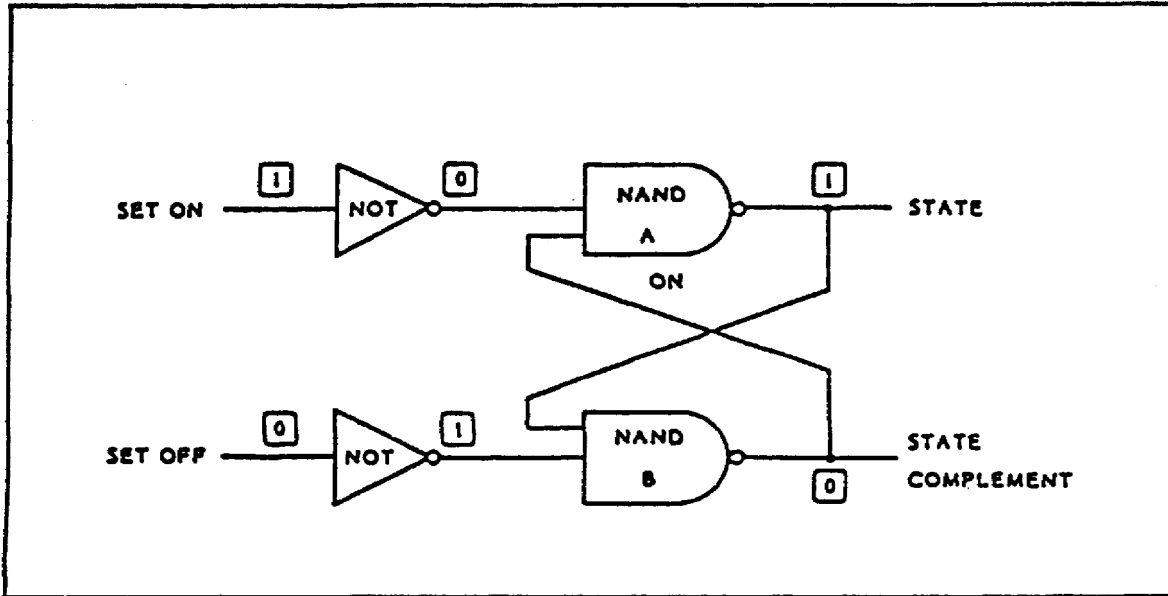 1
0
NAND
1
SET ON
NOT
STATE
A
ON
0
1
NAND
STATE
SET OFF
NOT
B
0
COMPLEMENT